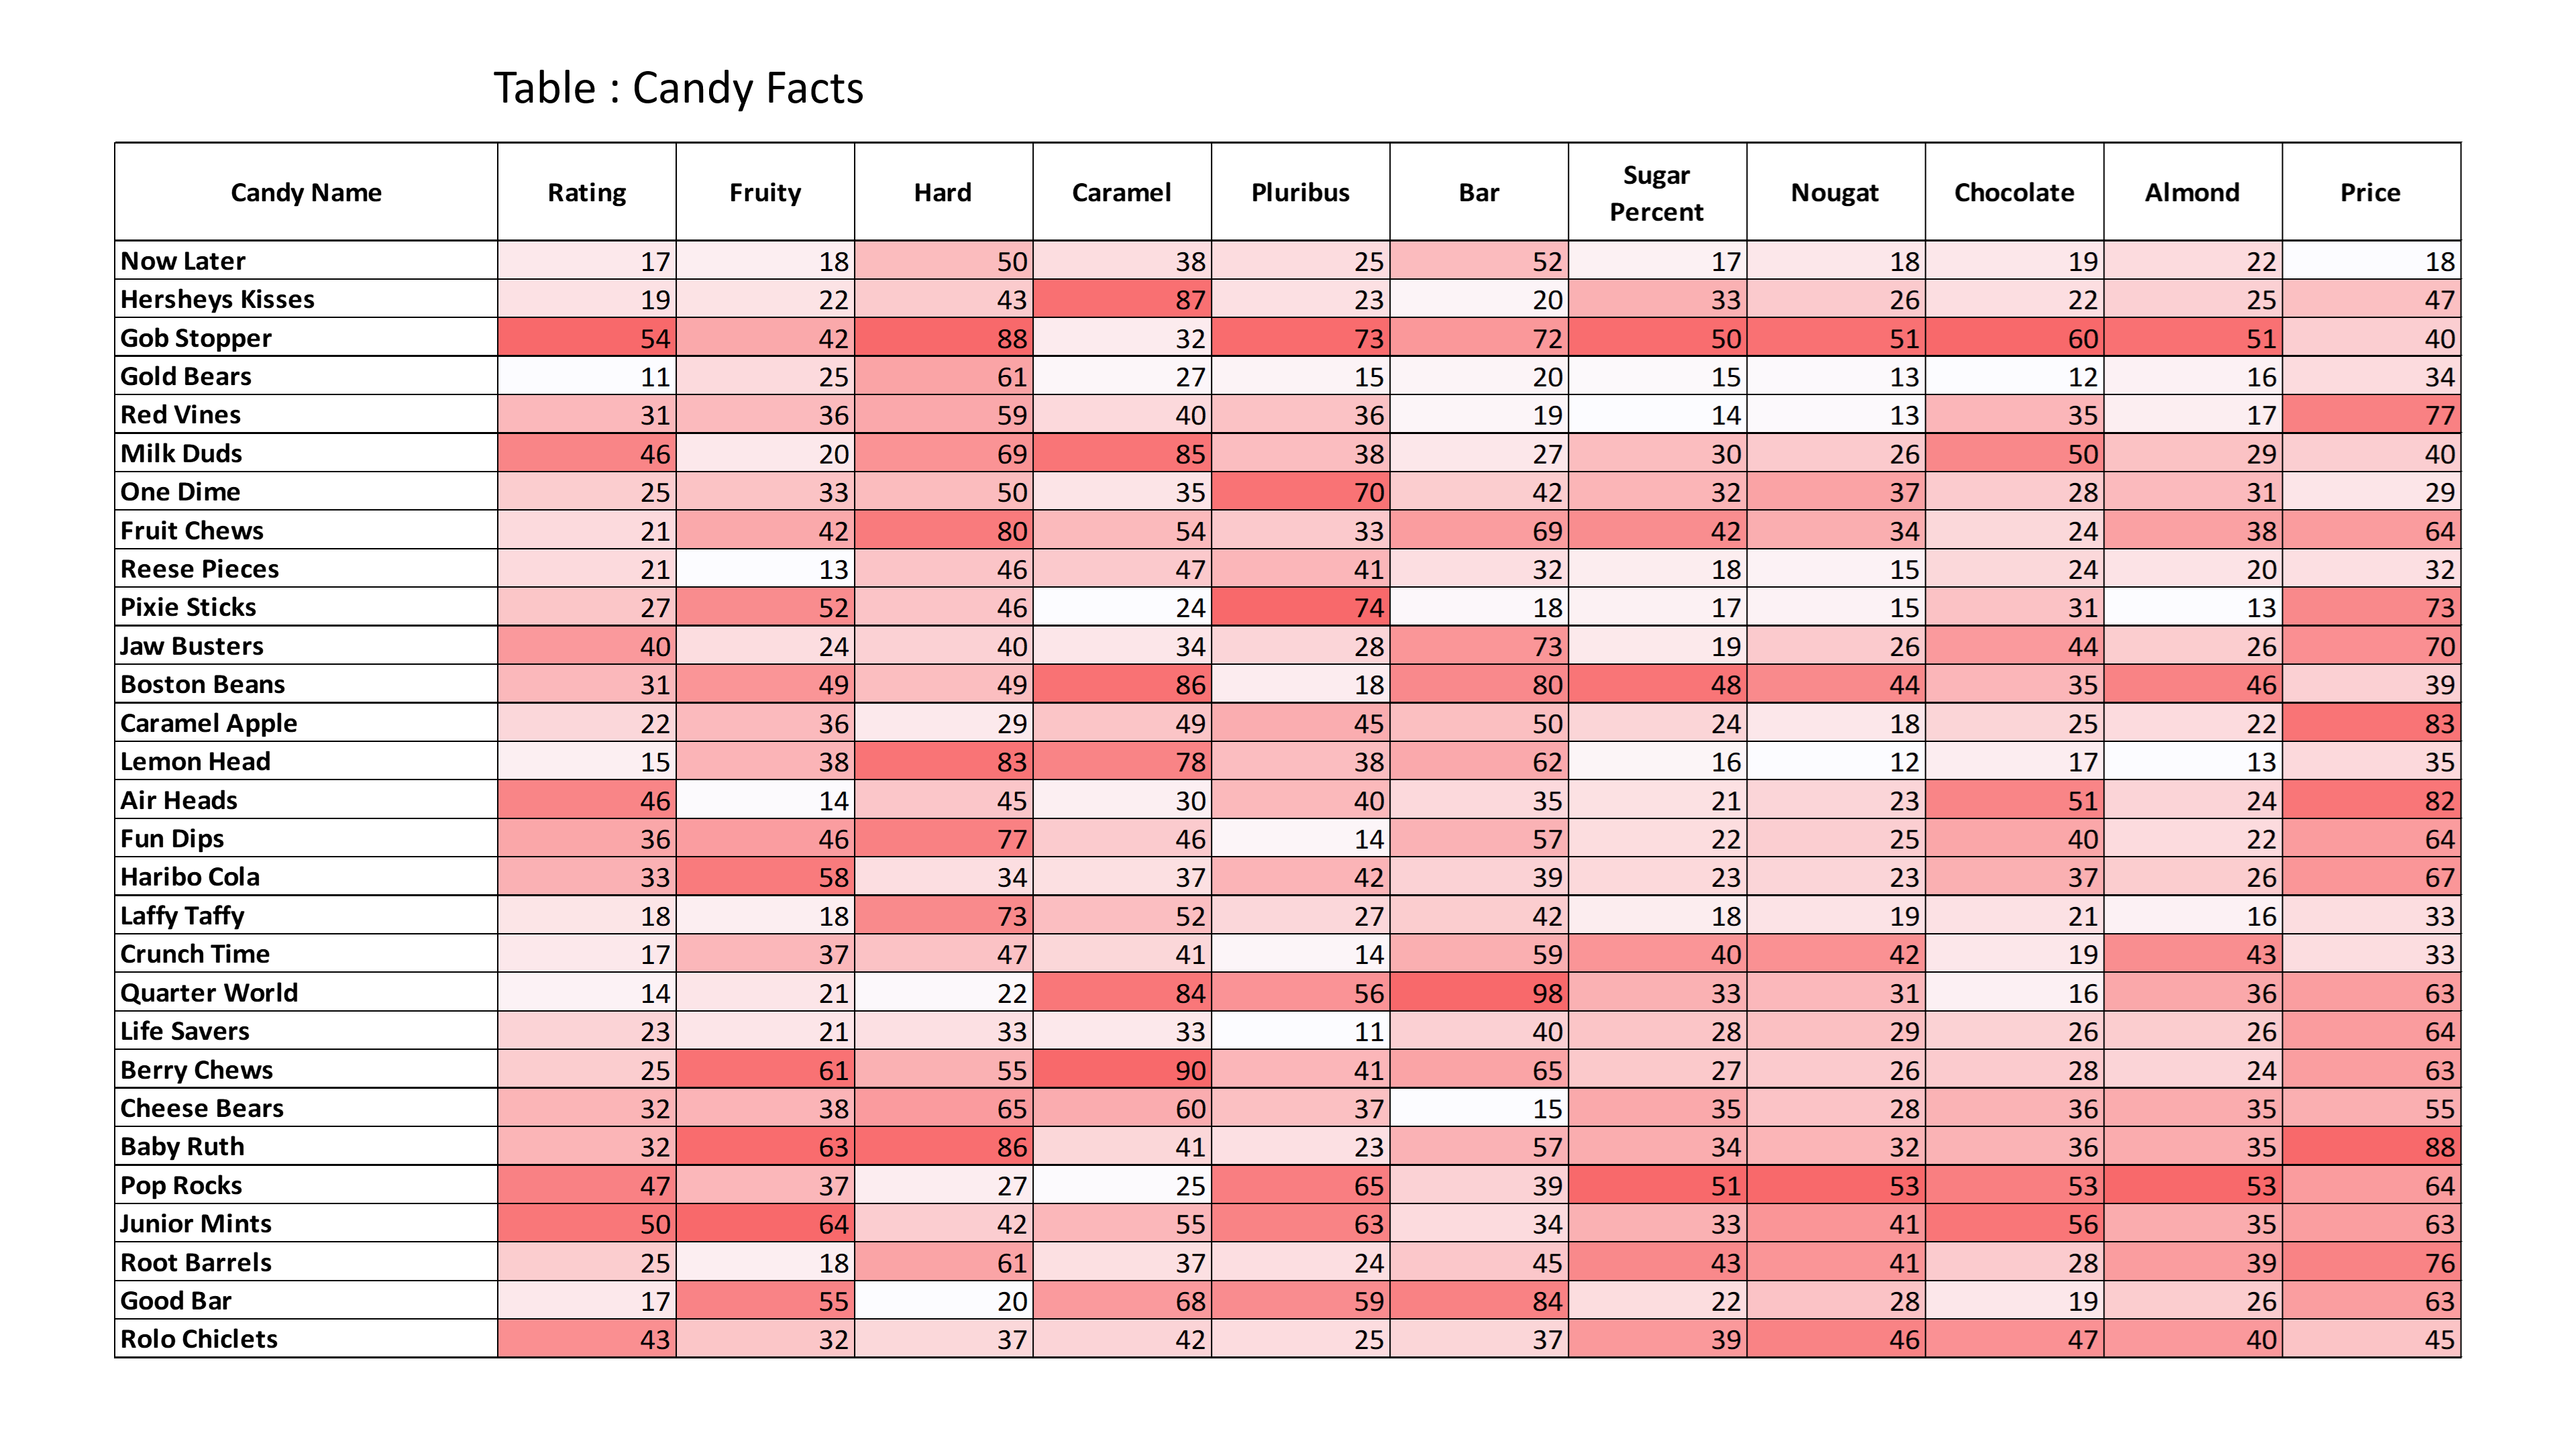 Table : Candy Facts
Candy Name Rating Fruity Hard Caramel Pluribus Bar Sugar Percent Nougat Chocolate Almond Price
Now Later 17 18 50 38 25 52 17 18 19 22 18
Hersheys Kisses 19 22 43 87 23 20 33 26 22 25 47
Gob Stopper 54 42 88 32 73 72 50 51 60 51 40
Gold Bears 11 25 61 27 15 20 15 13 12 16 34
Red Vines 31 36 59 40 36 19 14 13 35 17 77
Milk Duds 46 20 69 85 38 27 30 26 50 29 40
One Dime 25 33 50 35 70 42 32 37 28 31 29
Fruit Chews 21 42 80 54 33 69 42 34 24 38 64
Reese Pieces 21 13 46 47 41 32 18 15 24 20 32
Pixie Sticks 27 52 46 24 74 18 17 15 31 13 73
Jaw Busters 40 24 40 34 28 73 19 26 44 26 70
Boston Beans 31 49 49 86 18 80 48 44 35 46 39
Caramel Apple 22 36 29 49 45 50 24 18 25 22 83
Lemon Head 15 38 83 78 38 62 16 12 17 13 35
Air Heads 46 14 45 30 40 35 21 23 51 24 82
Fun Dips 36 46 77 46 14 57 22 25 40 22 64
Haribo Cola 33 58 34 37 42 39 23 23 37 26 67
Laffy Taffy 18 18 73 52 27 42 18 19 21 16 33
Crunch Time 17 37 47 41 14 59 40 42 19 43 33
Quarter World 14 21 22 84 56 98 33 31 16 36 63
Life Savers 23 21 33 33 11 40 28 29 26 26 64
Berry Chews 25 61 55 90 41 65 27 26 28 24 63
Cheese Bears 32 38 65 60 37 15 35 28 36 35 55
Baby Ruth 32 63 86 41 23 57 34 32 36 35 88
Pop Rocks 47 37 27 25 65 39 51 53 53 53 64
Junior Mints 50 64 42 55 63 34 33 41 56 35 63
Root Barrels 25 18 61 37 24 45 43 41 28 39 76
Good Bar 17 55 20 68 59 84 22 28 19 26 63
Rolo Chiclets 43 32 37 42 25 37 39 46 47 40 45